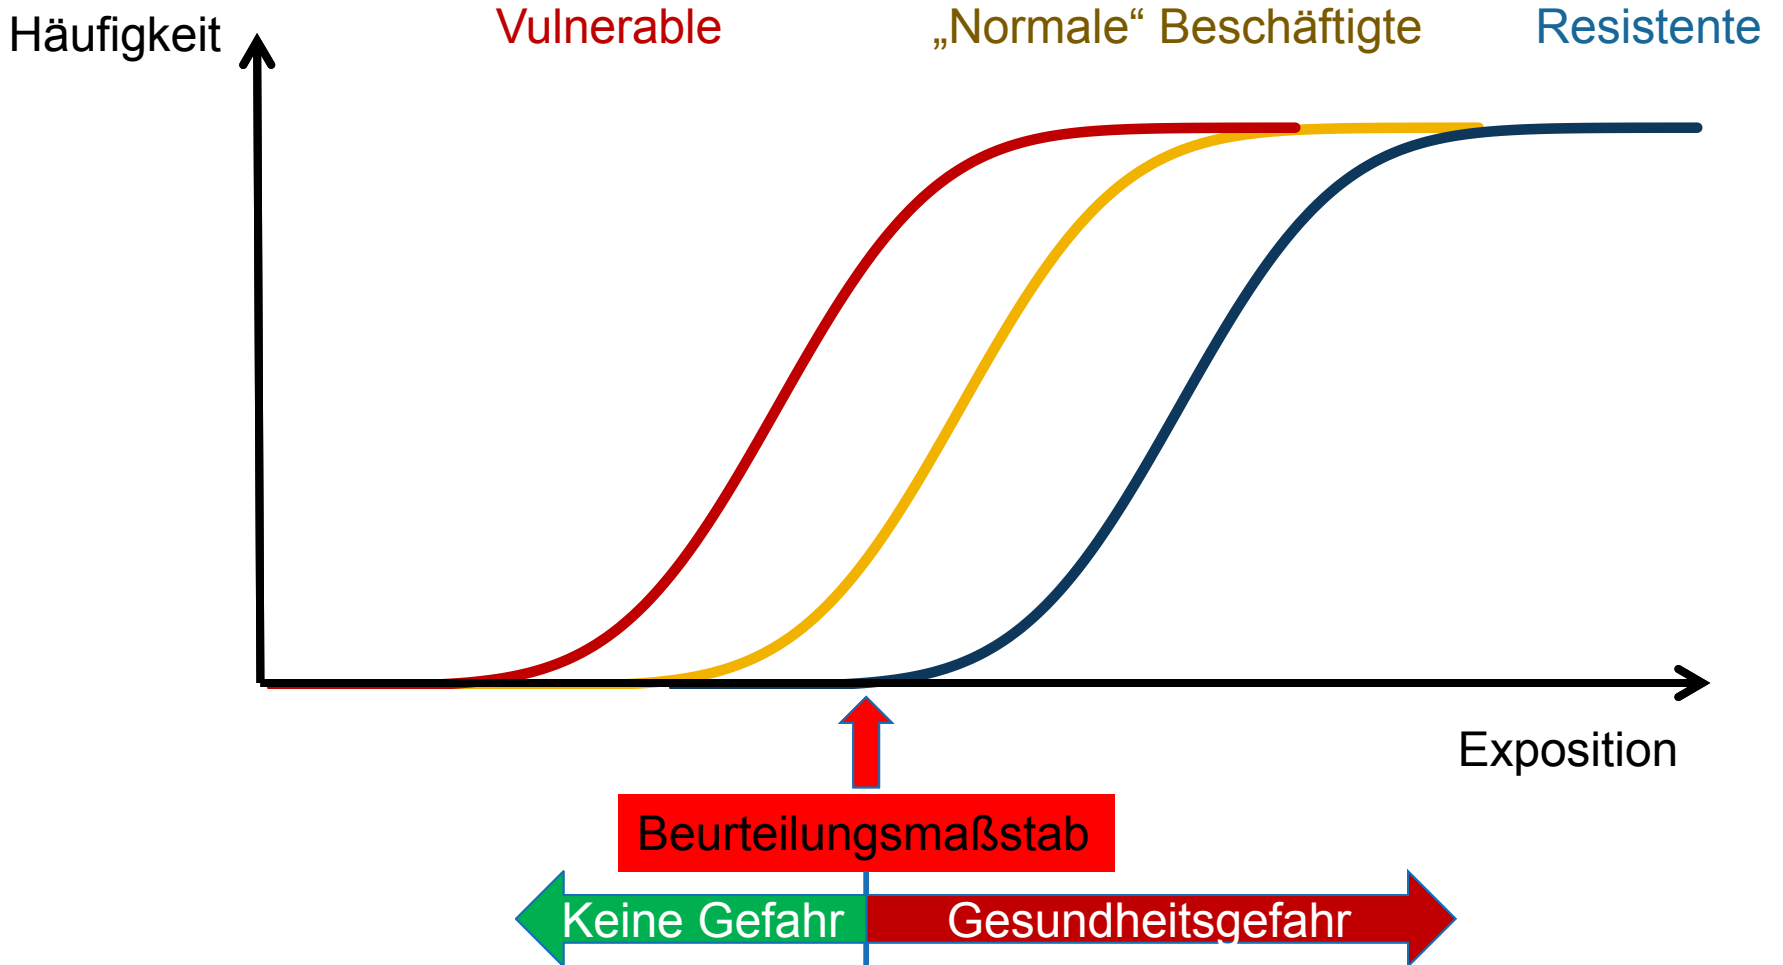 Häufigkeit
Vulnerable
„Normale“ Beschäftigte
Resistente
Exposition
Beurteilungsmaßstab
Keine Gefahr
Gesundheitsgefahr